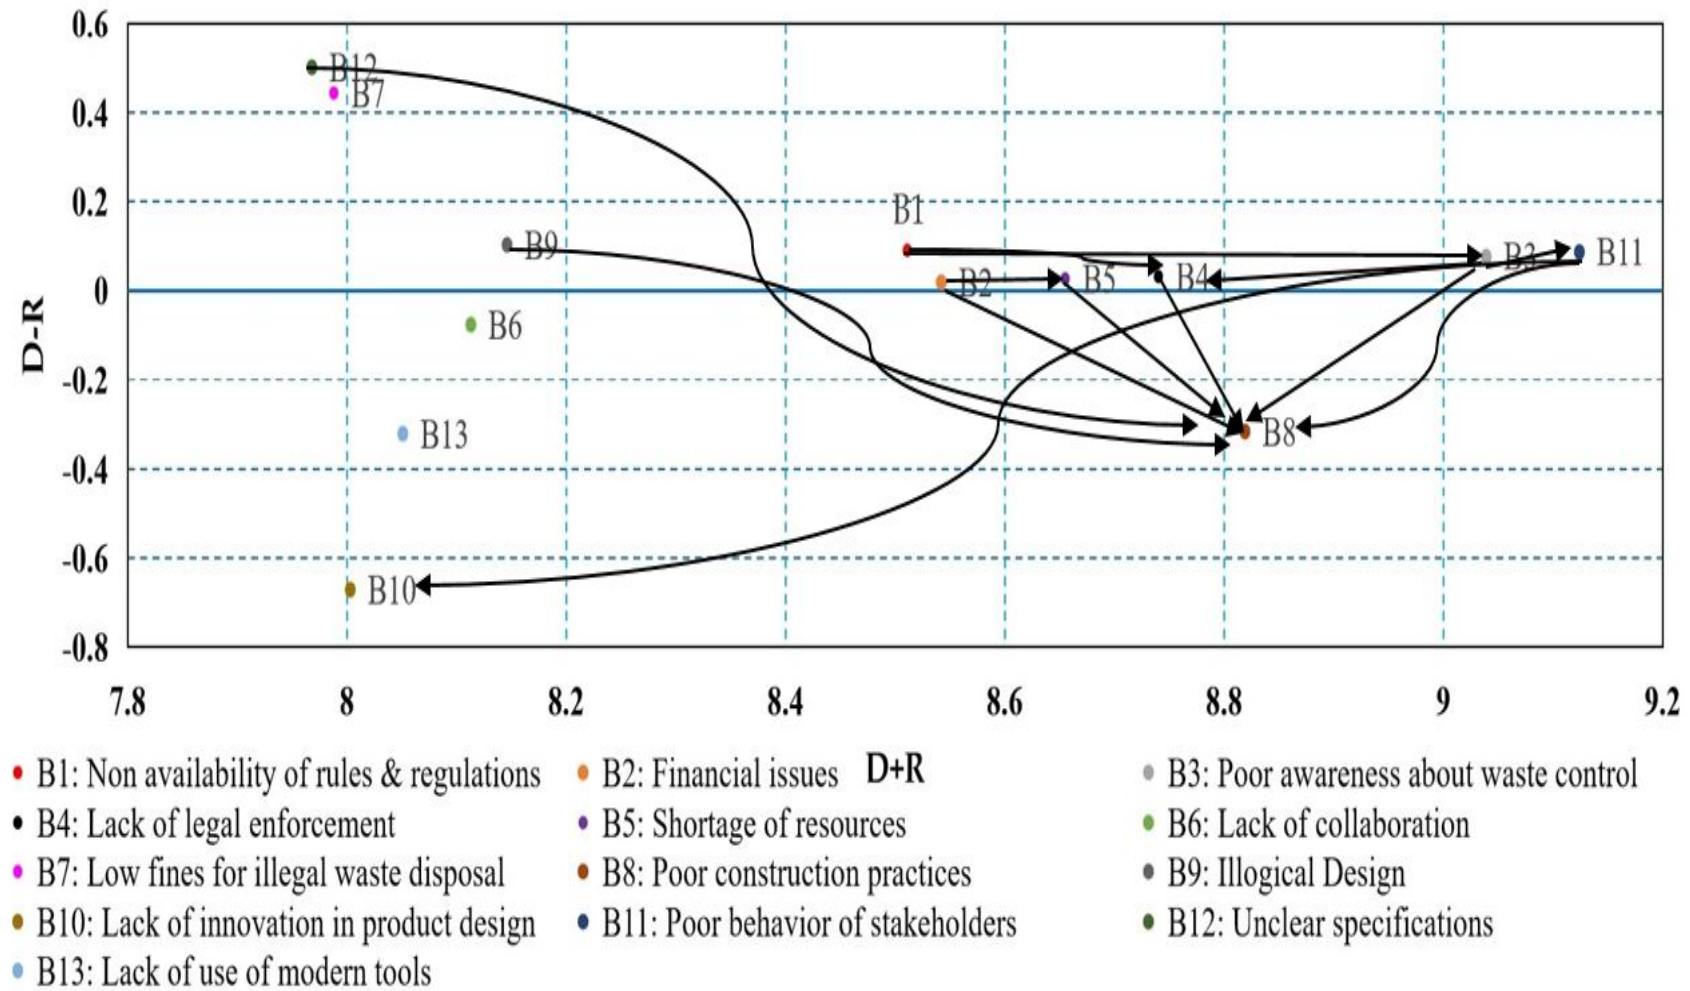 0.6
B12
B7
0.4
0.2
B1
B9
B3
B11
B2
B5
B4
0
D-R
B6
-0.2
B13
B8
-0.4
-0.6
B10
-0.8
7.8 8 8.2 8.4 8.6 8.8 9 9.2
D+R
B1: Non availability of rules & regulations B2: Financial issues B3: Poor awareness about waste control
B4: Lack of legal enforcement B5: Shortage of resources B6: Lack of collaboration
B7: Low fines for illegal waste disposal B8: Poor construction practices B9: Illogical Design
B10: Lack of innovation in product design B11: Poor behavior of stakeholders B12: Unclear specifications
B13: Lack of use of modern tools